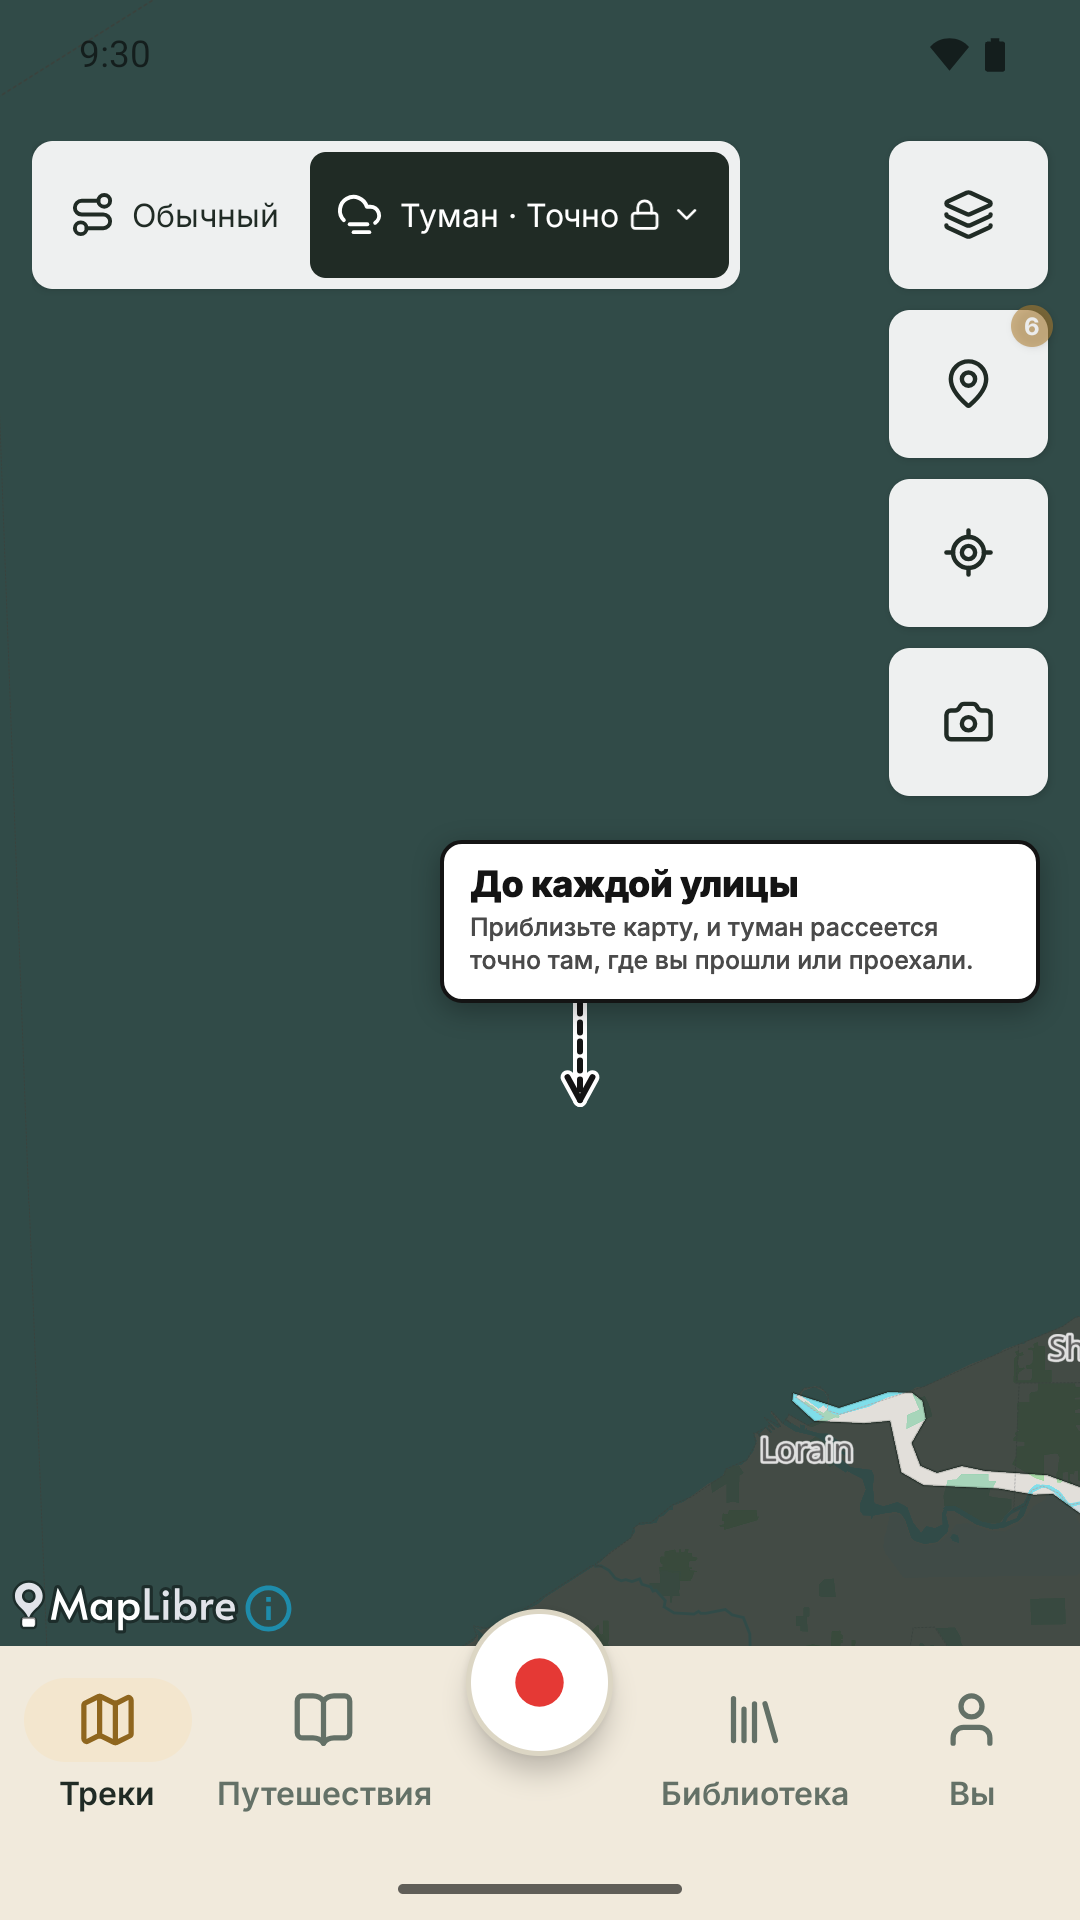 9:30
Обычный
Туман · Точно
6
До каждой улицы
Приблизьте карту, и туман рассеется
точно там, где вы прошли или проехали.
Sh
Lorain
MapLibre
Треки
Путешествия
Библиотека
Вы